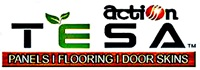 action
TESA™
PANELS | FLOORING | DOOR SKINS